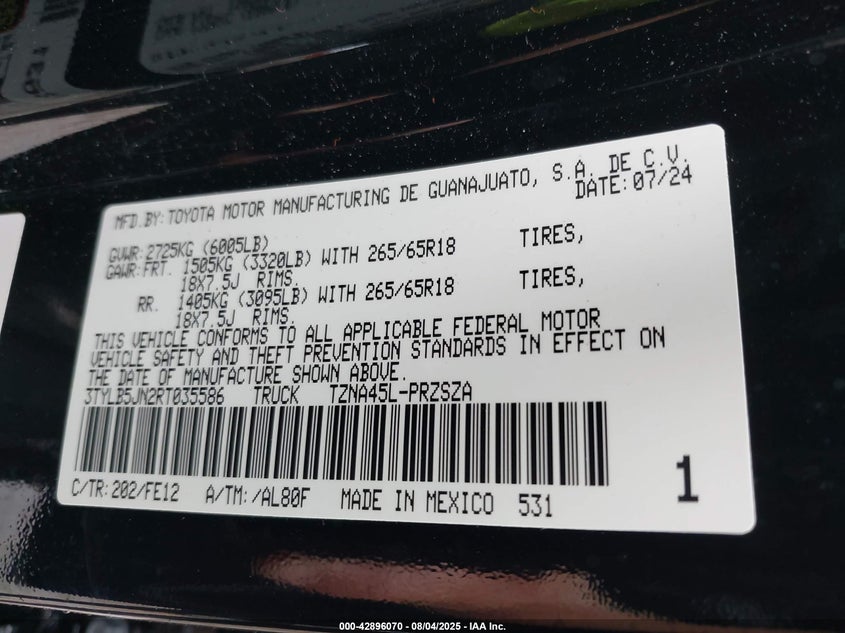 MFD.BY: TOYOTA MOTOR MANUFACTURING DE GUANAJUATO, S.A. DE C.V.
DATE: 07/24
GVWR: 2725KG (6005LB)
GAWR: FRT. 1505KG (3320LB) WITH 265/65R18 TIRES,
18X7.5J RIMS.
RR. 1405KG (3095LB) WITH 265/65R18 TIRES,
18X7.5J RIMS.
THIS VEHICLE CONFORMS TO ALL APPLICABLE FEDERAL MOTOR
VEHICLE SAFETY AND THEFT PREVENTION STANDARDS IN EFFECT ON
THE DATE OF MANUFACTURE SHOWN ABOVE.
3TYLB5JN2RT035586 TRUCK TZNA45L-PRZSZA
C/TR: 202/FE12 A/TM: /AL80F MADE IN MEXICO 531
1
000-42896070 - 08/04/2025 - IAA Inc.